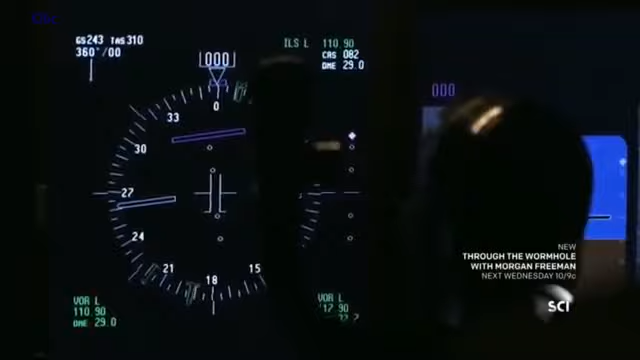 GS243 TAS310
360°/00
000
ILS L 110.90
CRS 082
DME 29.0
000
0
33
30
27
24
21
18
15
VOR L
110 90
DME 29.0
VOR L
NEW
THROUGH THE WORMHOLE
WITH MORGAN FREEMAN
NEXT WEDNESDAY 10/9c
SCI